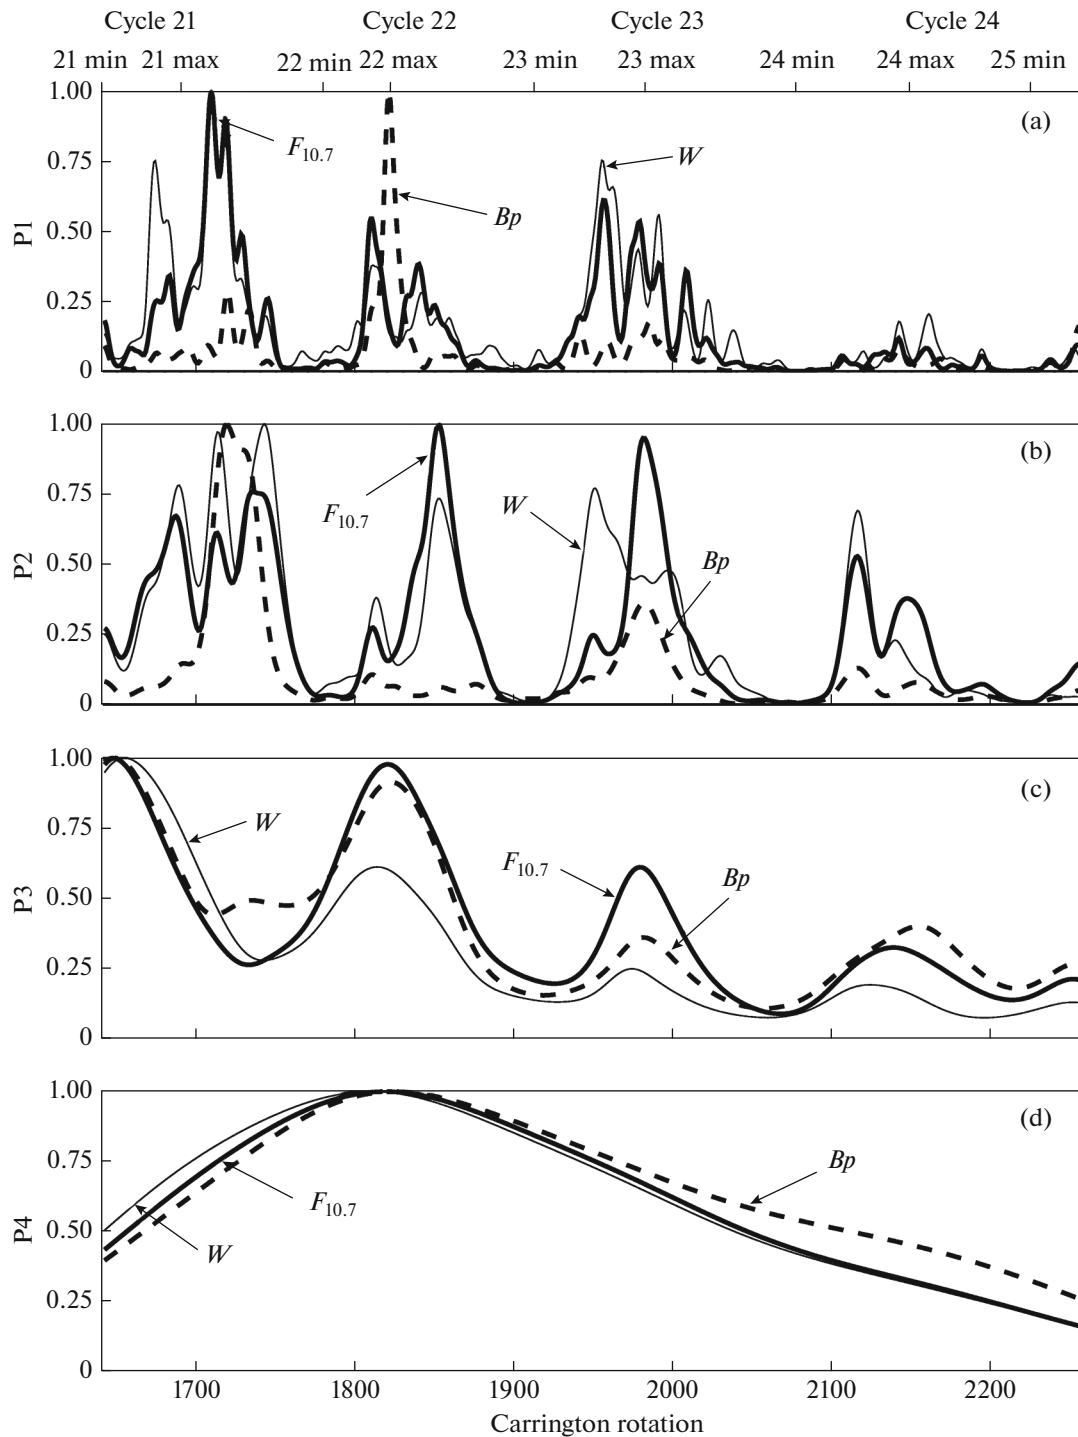 Cycle 21 Cycle 22 Cycle 23 Cycle 24
21 min 21 max 22 min 22 max 23 min 23 max 24 min 24 max 25 min
1.00 (a)
F10.7
W
0.75
Bp
P1
0.50
0.25
0
1.00 (b)
0.75
F10.7
W
Bp
P2
0.50
0.25
0
1.00 (c)
W
0.75
F10.7
Bp
P3
0.50
0.25
0
1.00 (d)
0.75
Bp
F10.7
W
P4
0.50
0.25
0
1700 1800 1900 2000 2100 2200
Carrington rotation